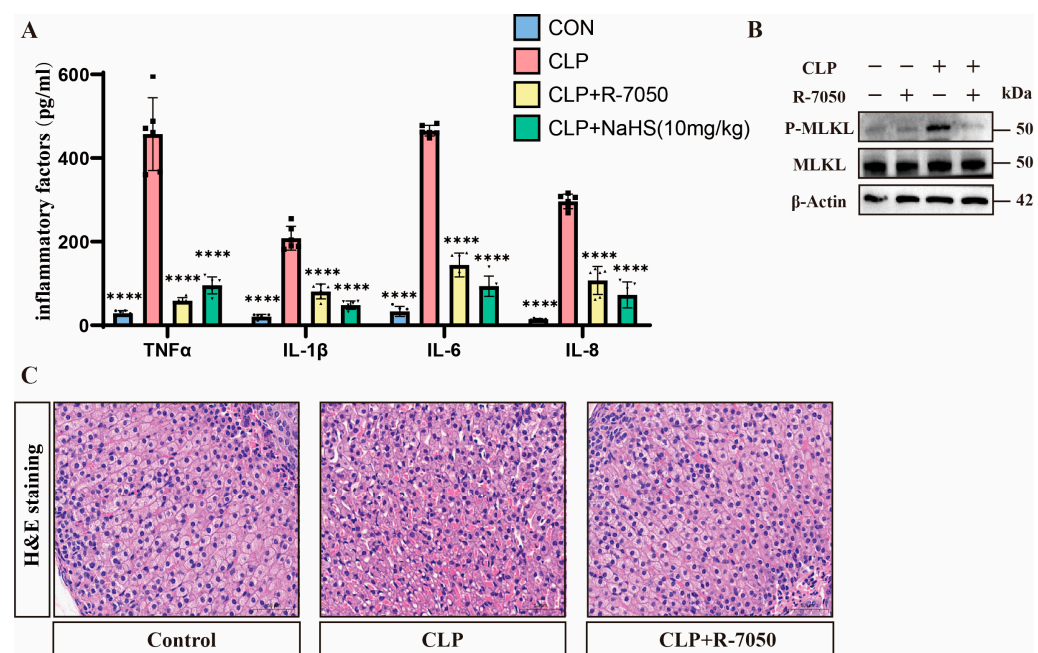 A
CON
CLP
CLP+R-7050
CLP+NaHS(10mg/kg)
inflammatory factors (pg/ml)
600
400
200
0
**** **** ****
**** **** ****
**** **** ****
**** **** ****
TNFα IL-1β IL-6 IL-8
B
CLP − − + +
R-7050 − + − + kDa
P-MLKL 50
MLKL 50
β-Actin 42
C
H&E staining
Control CLP CLP+R-7050